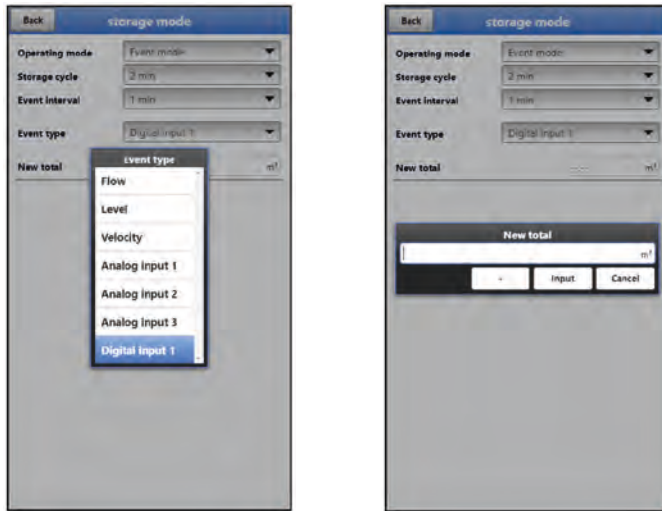 Back storage mode
Operating mode Event mode
Storage cycle 2 min
Event interval 1 min
Event type Digital input 1
New total m³
Event type
Flow
Level
Velocity
Analog input 1
Analog input 2
Analog input 3
Digital input 1
Back storage mode
Operating mode Event mode
Storage cycle 2 min
Event interval 1 min
Event type Digital input 1
New total --.-- m³
New total
m³
- Input Cancel